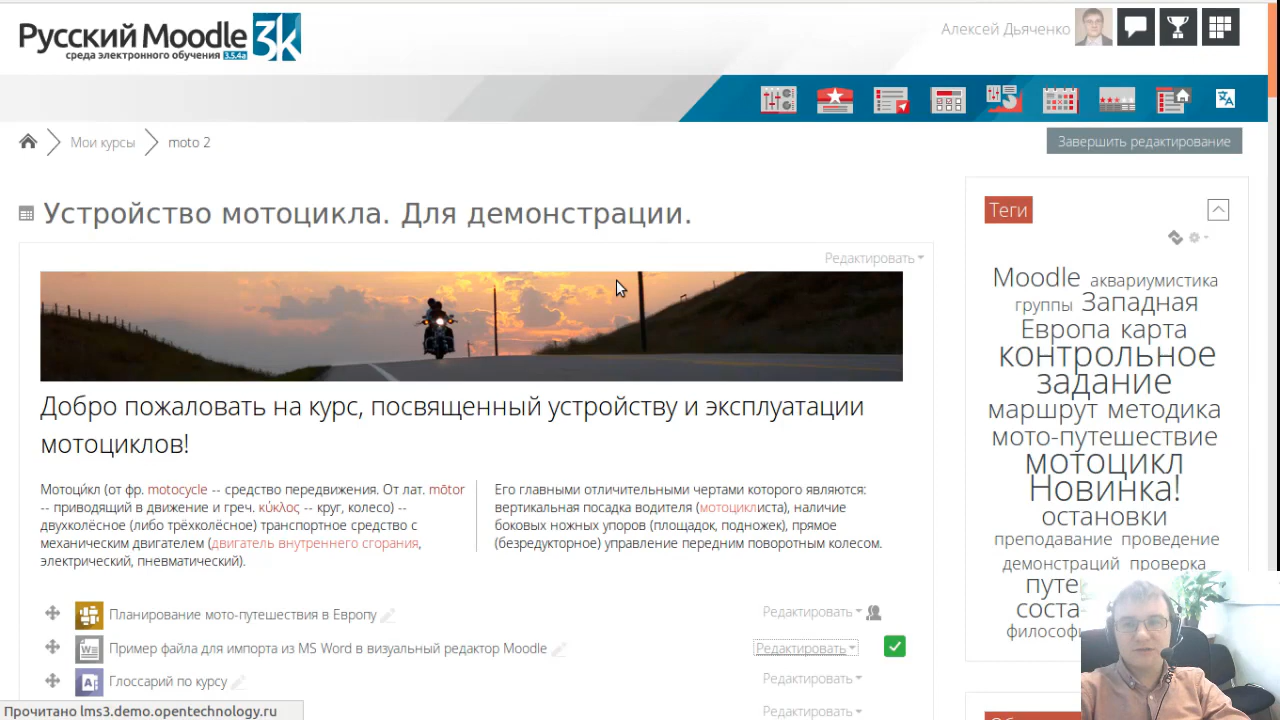 Русский Moodle 3k
среда электронного обучения 3.5.4a
Алексей Дьяченко
Мои курсы
moto 2
Завершить редактирование
Устройство мотоцикла. Для демонстрации.
Редактировать
Добро пожаловать на курс, посвященный устройству и эксплуатации
мотоциклов!
Мотоци́кл (от фр. motocycle -- средство передвижения. От лат. mōtor
-- приводящий в движение и греч. κύκλος -- круг, колесо) --
двухколёсное (либо трёхколёсное) транспортное средство с
механическим двигателем (двигатель внутреннего сгорания,
электрический, пневматический).
Его главными отличительными чертами которого являются:
вертикальная посадка водителя (мотоциклиста), наличие
боковых ножных упоров (площадок, подножек), прямое
(безредукторное) управление передним поворотным колесом.
Планирование мото-путешествия в Европу
Редактировать
Пример файла для импорта из MS Word в визуальный редактор Moodle
Редактировать
Глоссарий по курсу
Редактировать
Редактировать
Теги
Moodle аквариумистика
группы Западная
Европа карта
контрольное
задание
маршрут методика
мото-путешествие
мотоцикл
Новинка!
остановки
преподавание проведение
демонстраций проверка
путе
соста
философ
Прочитано lms3.demo.opentechnology.ru